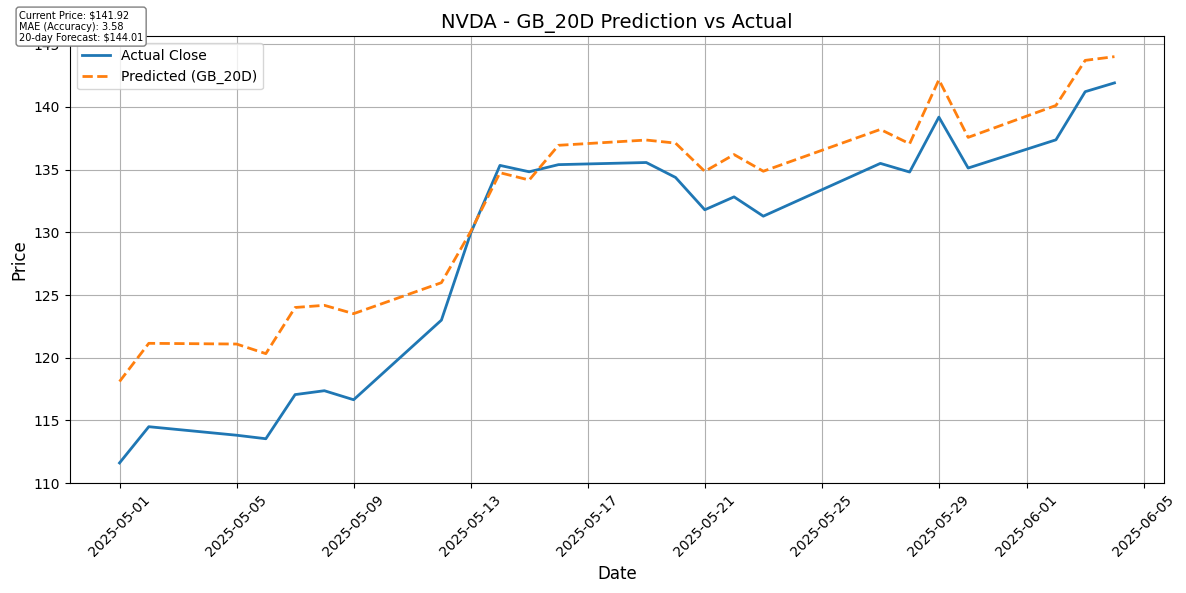 NVDA - GB_20D Prediction vs Actual
Current Price: $141.92
MAE (Accuracy): 3.58
20-day Forecast: $144.01
Actual Close
Predicted (GB_20D)
Price
145
140
135
130
125
120
115
110
2025-05-01
2025-05-05
2025-05-09
2025-05-13
2025-05-17
2025-05-21
2025-05-25
2025-05-29
2025-06-01
2025-06-05
Date